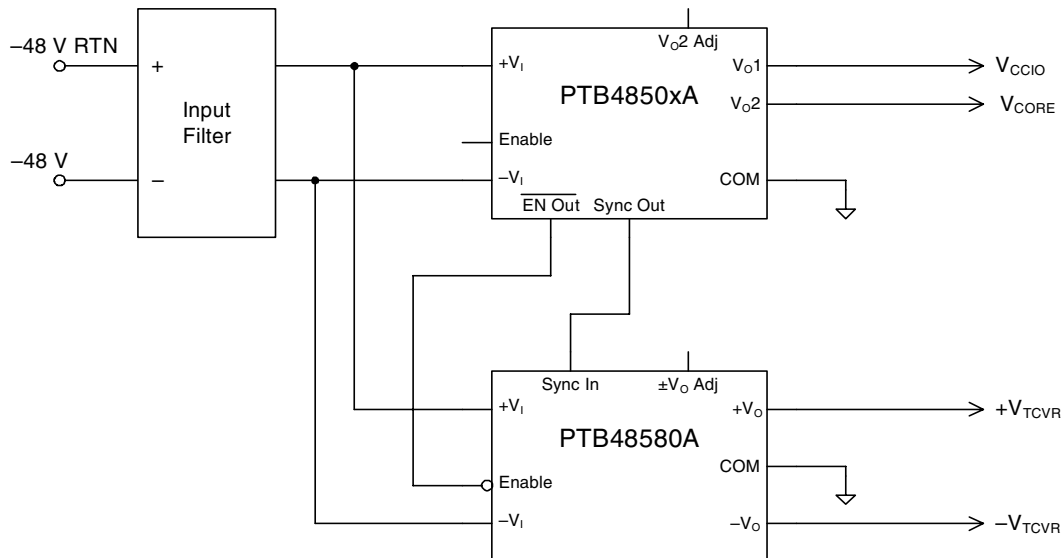 –48 V RTN
–48 V
+
Input
Filter
–
V_O2 Adj
+V_I
V_O1
PTB4850xA
V_O2
Enable
–V_I
COM
EN Out
Sync Out
V_CCIO
V_CORE
Sync In
±V_O Adj
+V_I
+V_O
PTB48580A
COM
Enable
–V_I
–V_O
+V_TCVR
–V_TCVR